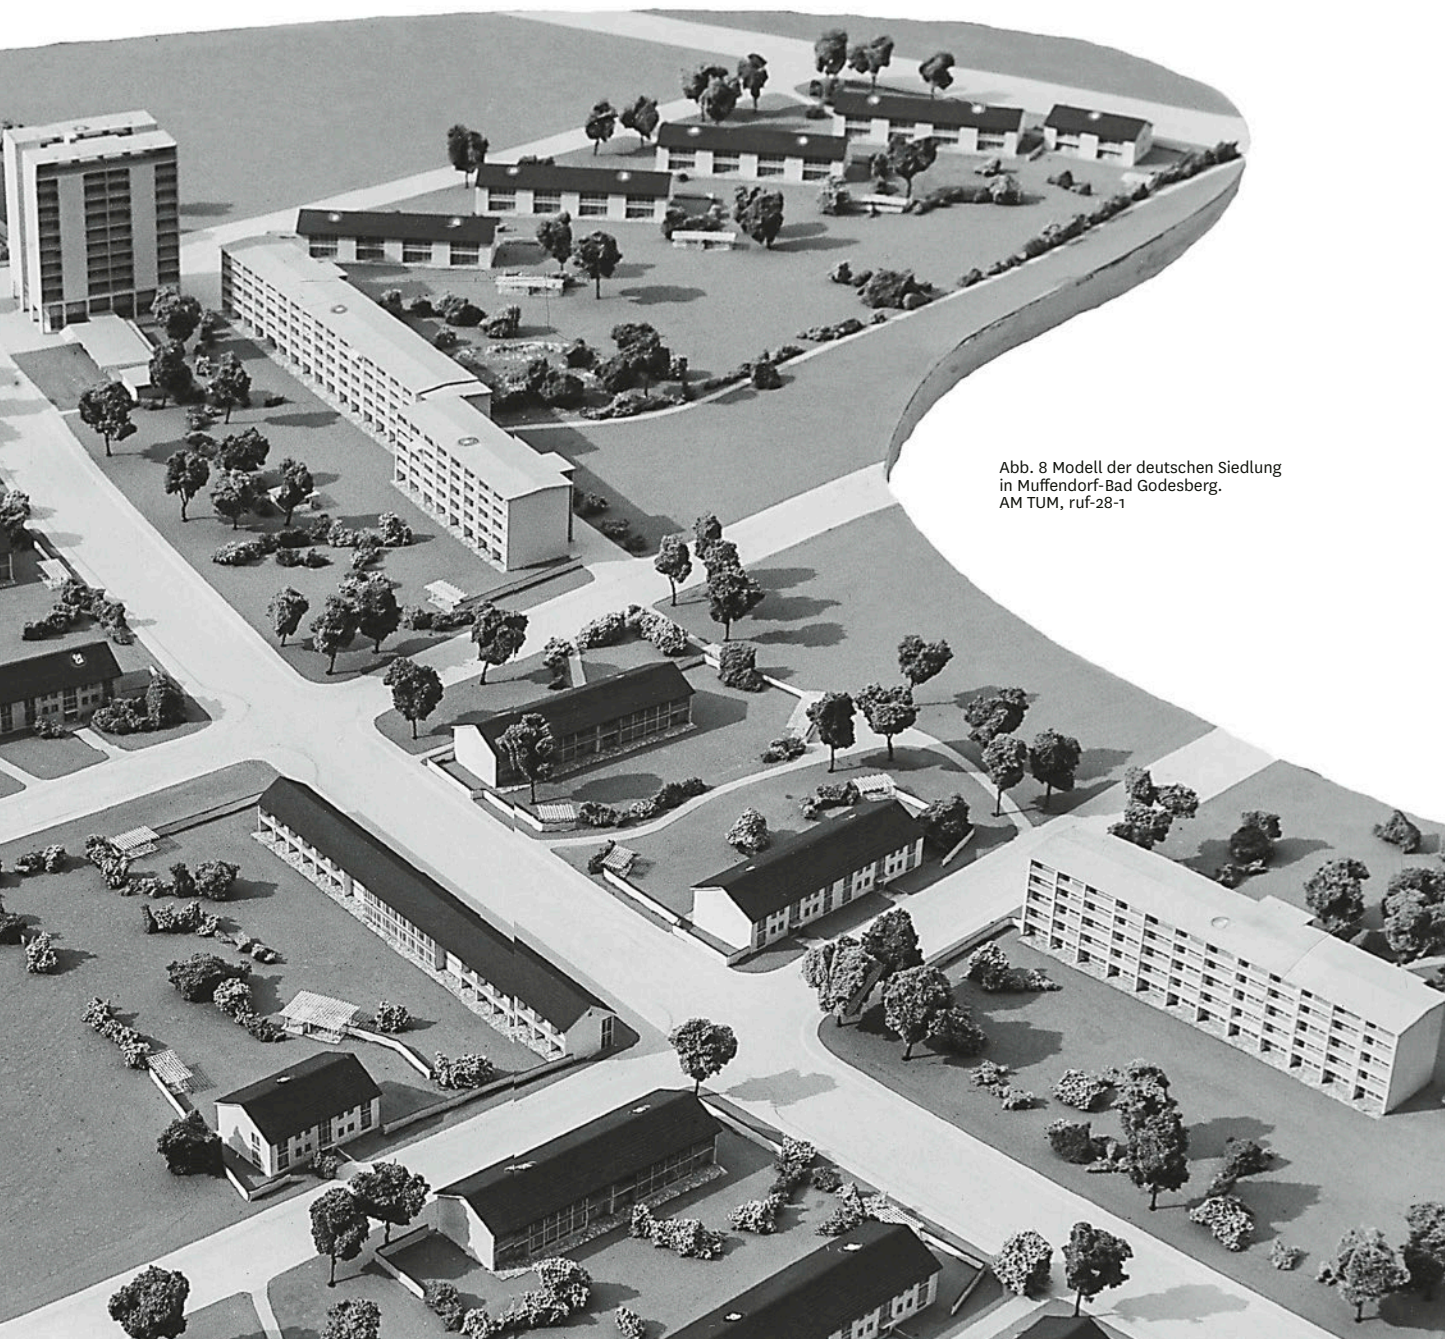 Abb. 8 Modell der deutschen Siedlung
in Muffendorf-Bad Godesberg.
AM TUM, ruf-28-1